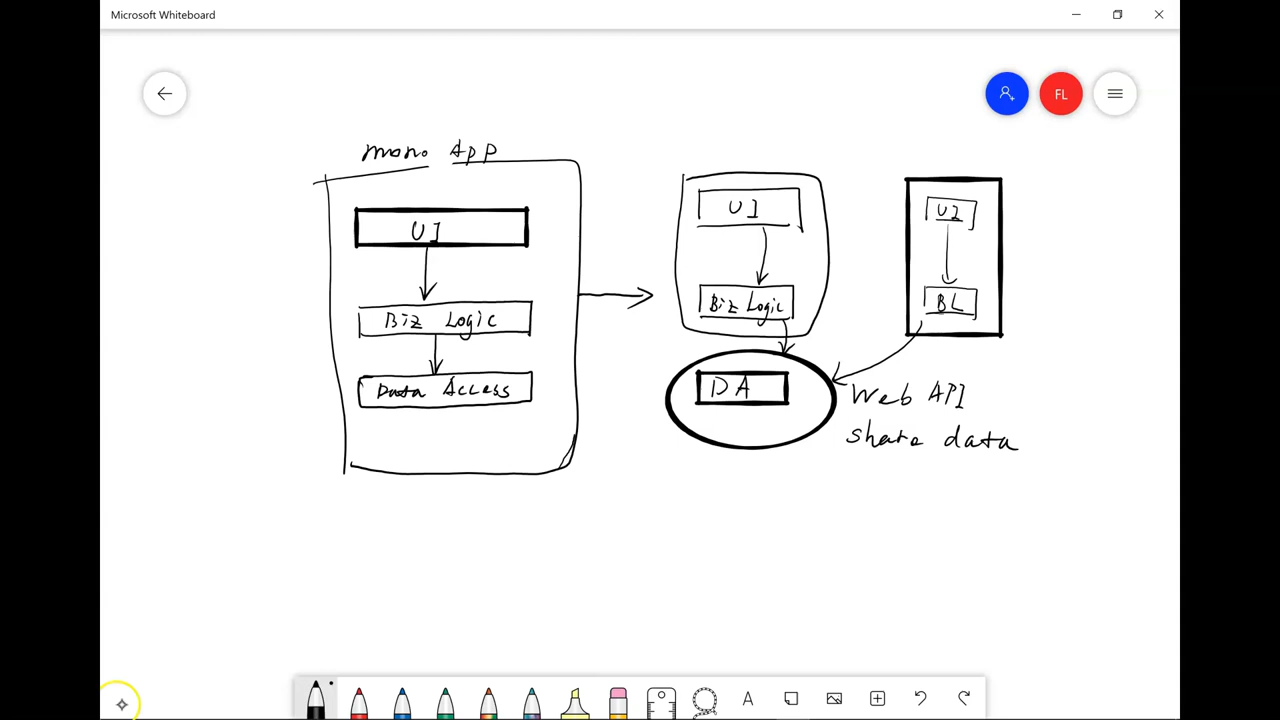 Microsoft Whiteboard
FL
mono App
UI
Biz Logic
Data Access
UI
Biz Logic
DA
UI
BL
Web API
share data
A